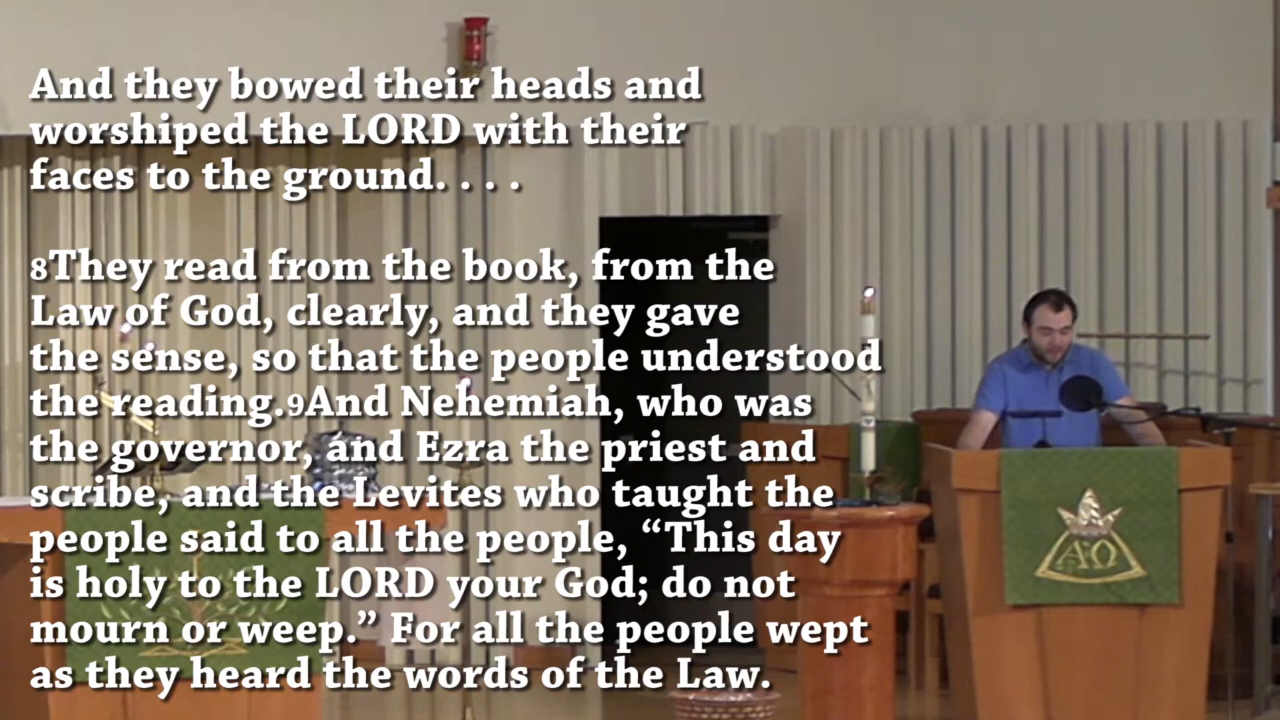 And they bowed their heads and
worshiped the LORD with their
faces to the ground. . . .
8They read from the book, from the
Law of God, clearly, and they gave
the sense, so that the people understood
the reading.9And Nehemiah, who was
the governor, and Ezra the priest and
scribe, and the Levites who taught the
people said to all the people, “This day
is holy to the LORD your God; do not
mourn or weep.” For all the people wept
as they heard the words of the Law.
ΑΩ